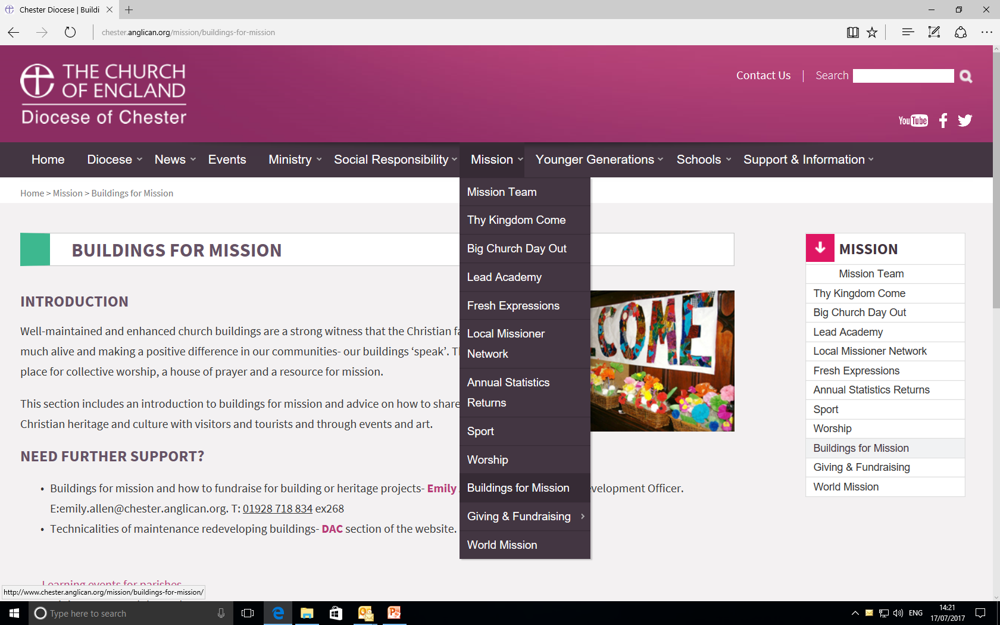 Chester Diocese | Buildi
chester.anglican.org/mission/buildings-for-mission
THE CHURCH
OF ENGLAND
Diocese of Chester
Contact Us | Search
You Tube
Home Diocese News Events Ministry Social Responsibility Mission Younger Generations Schools Support & Information
Home > Mission > Buildings for Mission
Mission Team
Thy Kingdom Come
Big Church Day Out
Lead Academy
Fresh Expressions
Local Missioner
Network
Annual Statistics
Returns
Sport
Worship
Buildings for Mission
Giving & Fundraising
World Mission
BUILDINGS FOR MISSION
INTRODUCTION
Well-maintained and enhanced church buildings are a strong witness that the Christian
much alive and making a positive difference in our communities- our buildings ‘speak’.
place for collective worship, a house of prayer and a resource for mission.
This section includes an introduction to buildings for mission and advice on how to share
Christian heritage and culture with visitors and tourists and through events and art.
COME
NEED FURTHER SUPPORT?
• Buildings for mission and how to fundraise for building or heritage projects- Emily velopment Officer.
E:emily.allen@chester.anglican.org. T: 01928 718 834 ex268
• Technicalities of maintenance redeveloping buildings- DAC section of the website.
Learning events for parishes
MISSION
Mission Team
Thy Kingdom Come
Big Church Day Out
Lead Academy
Local Missioner Network
Fresh Expressions
Annual Statistics Returns
Sport
Worship
Buildings for Mission
Giving & Fundraising
World Mission
http://www.chester.anglican.org/mission/buildings-for-mission/
Type here to search
ENG
14:21
17/07/2017